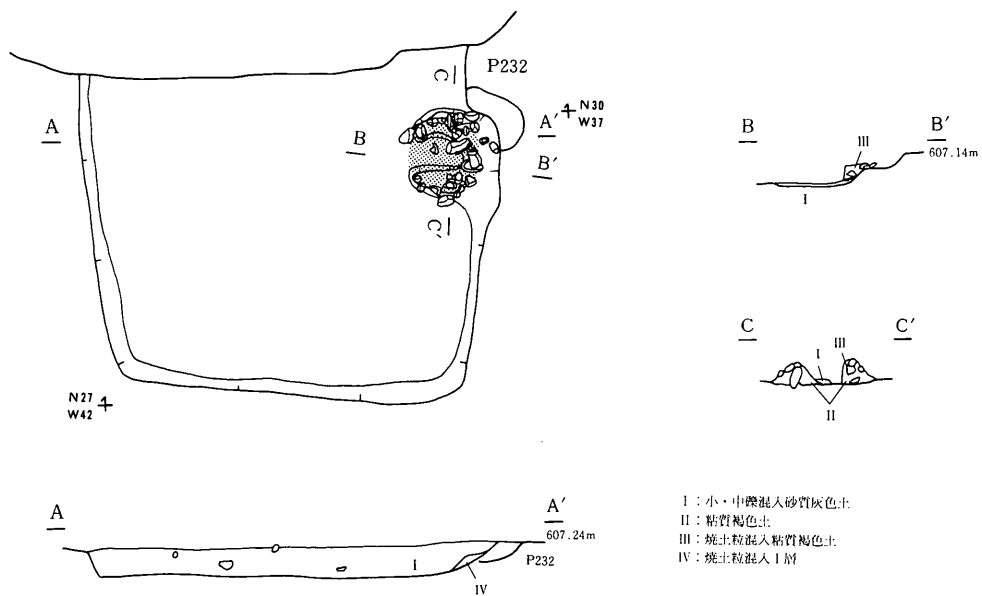 P232
C
N30
W37
A
B
A′
B′
C′
N27
W42
B
B′
III
607.14m
I
C
C′
I
III
II
A
A′
607.24m
I
P232
IV
I：小・中礫混入砂質灰色土
II：粘質褐色土
III：焼土粒混入粘質褐色土
IV：焼土粒混入I層